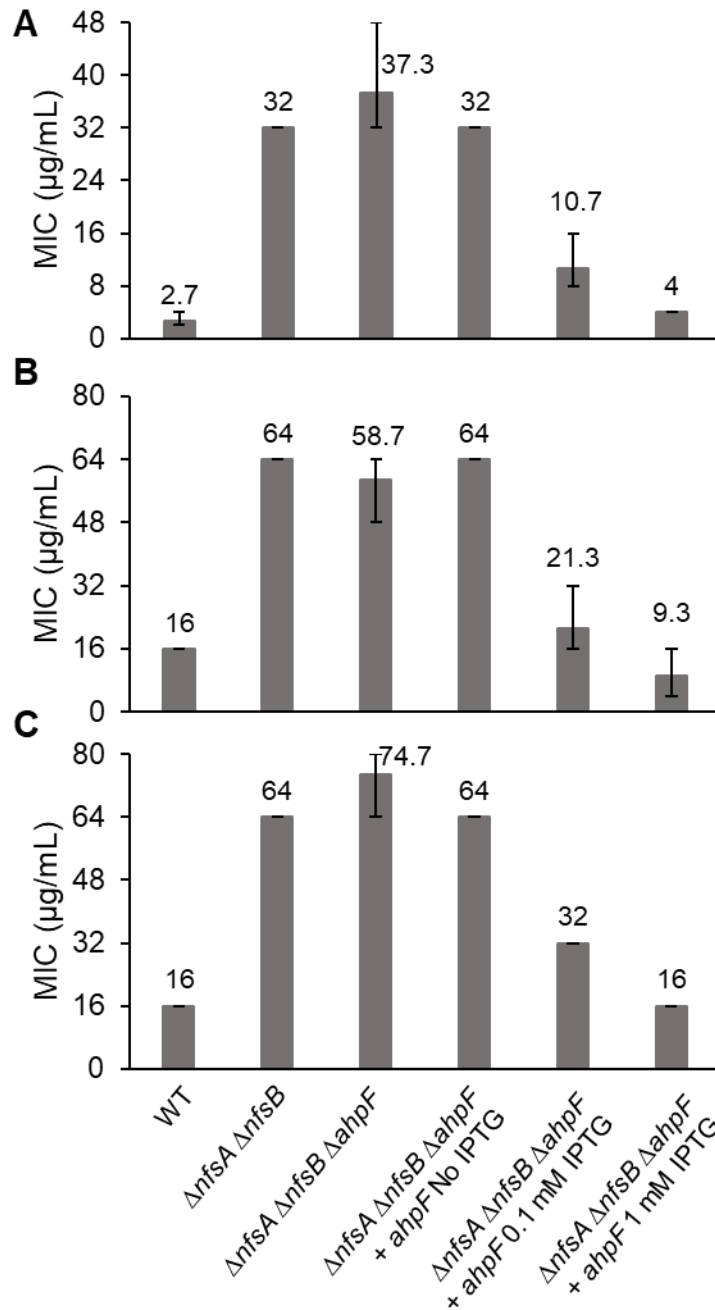 A
MIC (µg/mL)
48
40
32
24
16
8
0
2.7
32
37.3
32
10.7
4
B
MIC (µg/mL)
80
64
48
32
16
0
16
64
58.7
64
21.3
9.3
C
MIC (µg/mL)
80
64
48
32
16
0
16
64
74.7
64
32
16
WT
ΔnfsA ΔnfsB
ΔnfsA ΔnfsB ΔahpF
ΔnfsA ΔnfsB ΔahpF
+ ahpF No IPTG
ΔnfsA ΔnfsB ΔahpF
+ ahpF 0.1 mM IPTG
ΔnfsA ΔnfsB ΔahpF
+ ahpF 1 mM IPTG